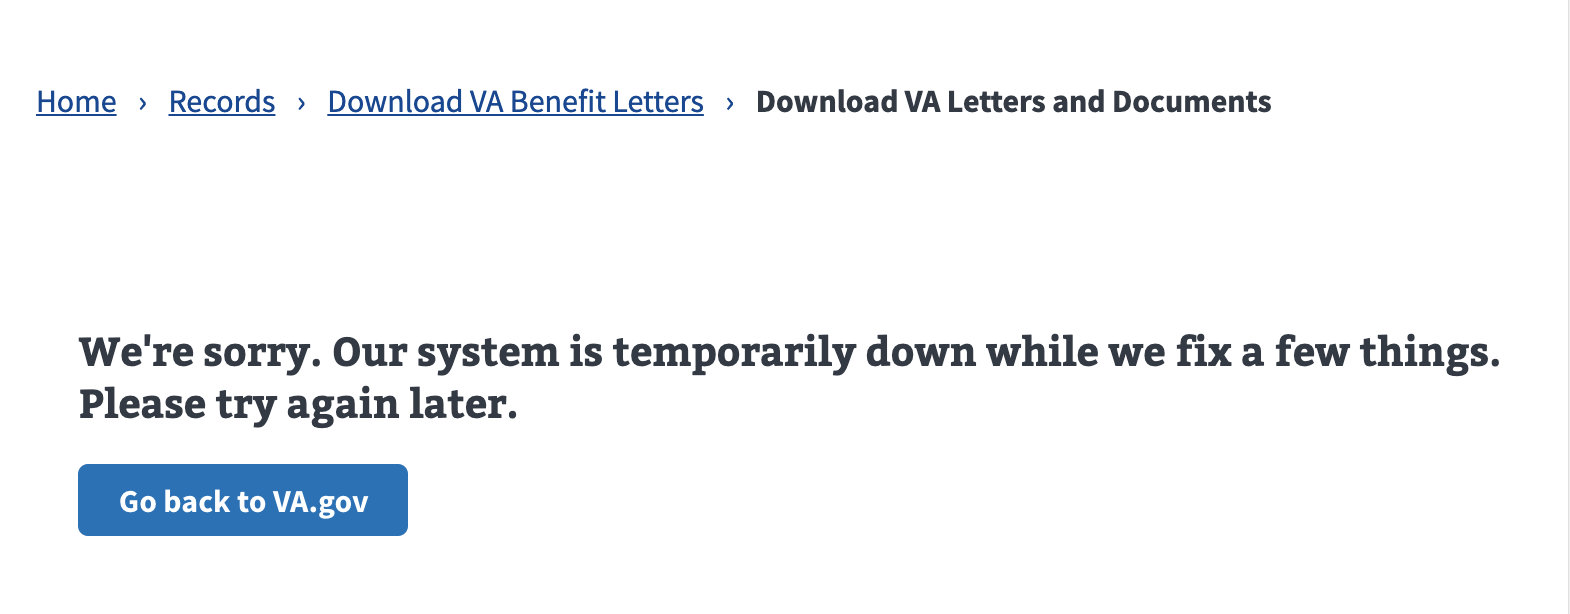 Home › Records › Download VA Benefit Letters › Download VA Letters and Documents
We're sorry. Our system is temporarily down while we fix a few things.
Please try again later.
Go back to VA.gov